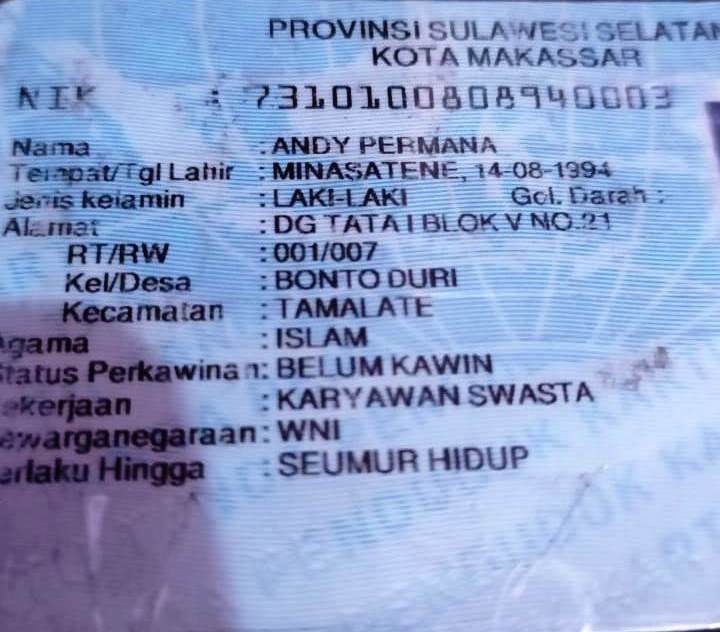 PROVINSI SULAWESI SELATAN
KOTA MAKASSAR
NIK : 7310100808940003
Nama : ANDY PERMANA
Tempat/Tgl Lahir : MINASATENE, 14-08-1994
Jenis kelamin : LAKI-LAKI Gol. Darah :
Alamat : DG TATA I BLOK V NO.21
RT/RW : 001/007
Kel/Desa : BONTO DURI
Kecamatan : TAMALATE
Agama : ISLAM
Status Perkawinan: BELUM KAWIN
ekerjaan : KARYAWAN SWASTA
ewarganegaraan: WNI
erlaku Hingga : SEUMUR HIDUP